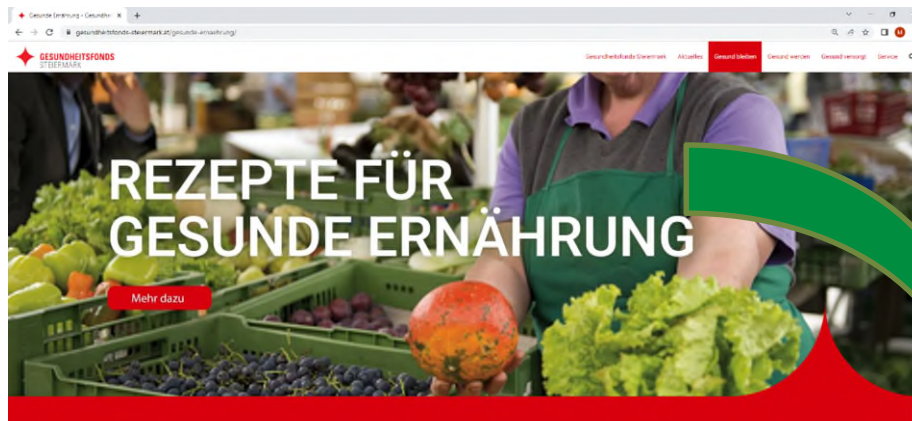 Gesunde Ernährung - Gesundhei
gesundheitsfonds-steiermark.at/gesunde-ernaehrung/
GESUNDHEITSFONDS
STEIERMARK
Gesundheitsfonds Steiermark Aktuelles Gesund bleiben Gesund werden Gesund versorgt Service
REZEPTE FÜR
GESUNDE ERNÄHRUNG
Mehr dazu